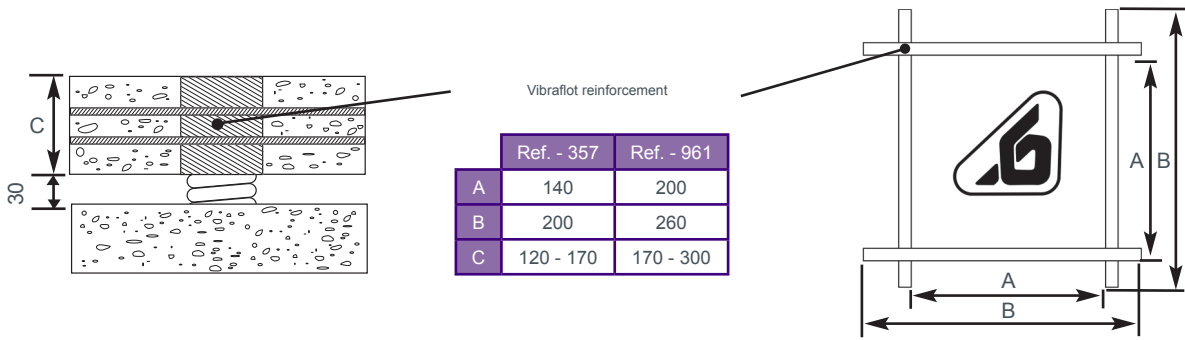 C
30
Vibraflot reinforcement
Ref. - 357 Ref. - 961
A 140 200
B 200 260
C 120 - 170 170 - 300
A B
A
B